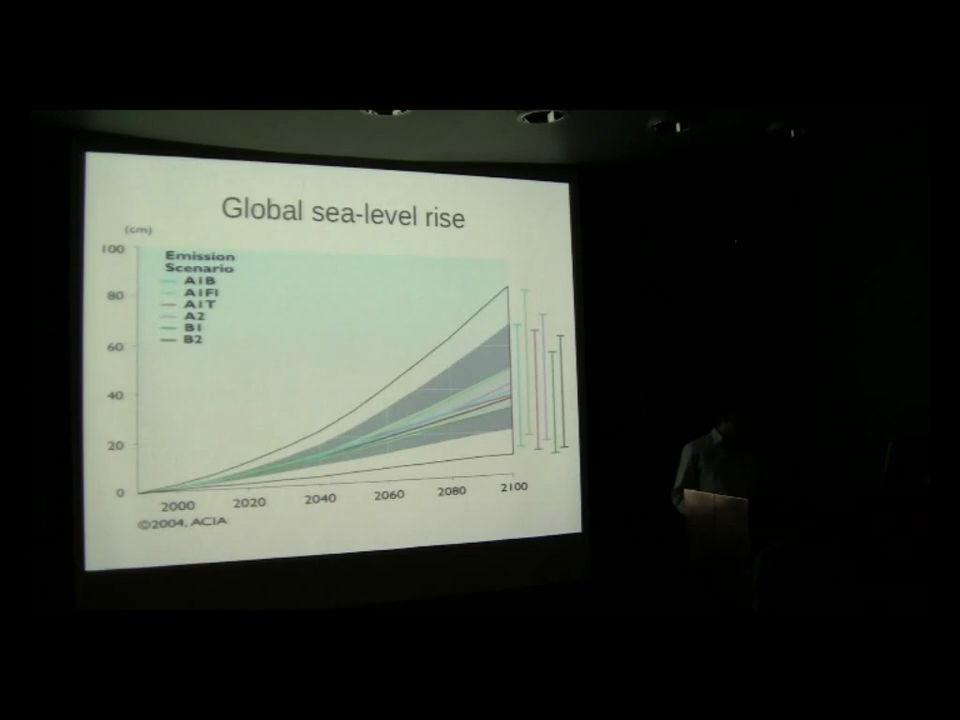 Global sea-level rise
(cm)
100
80
60
40
20
0
Emission
Scenario
A1B
A1FI
A1T
A2
B1
B2
2000 2020 2040 2060 2080 2100
©2004, ACIA